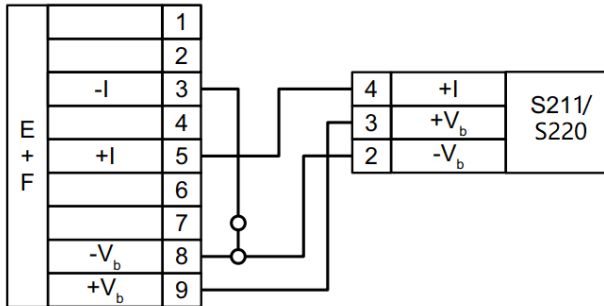 E + F
1
2
-I 3
4
+I 5
6
7
-Vb 8
+Vb 9
4 +I
3 +Vb
2 -Vb
S211/
S220